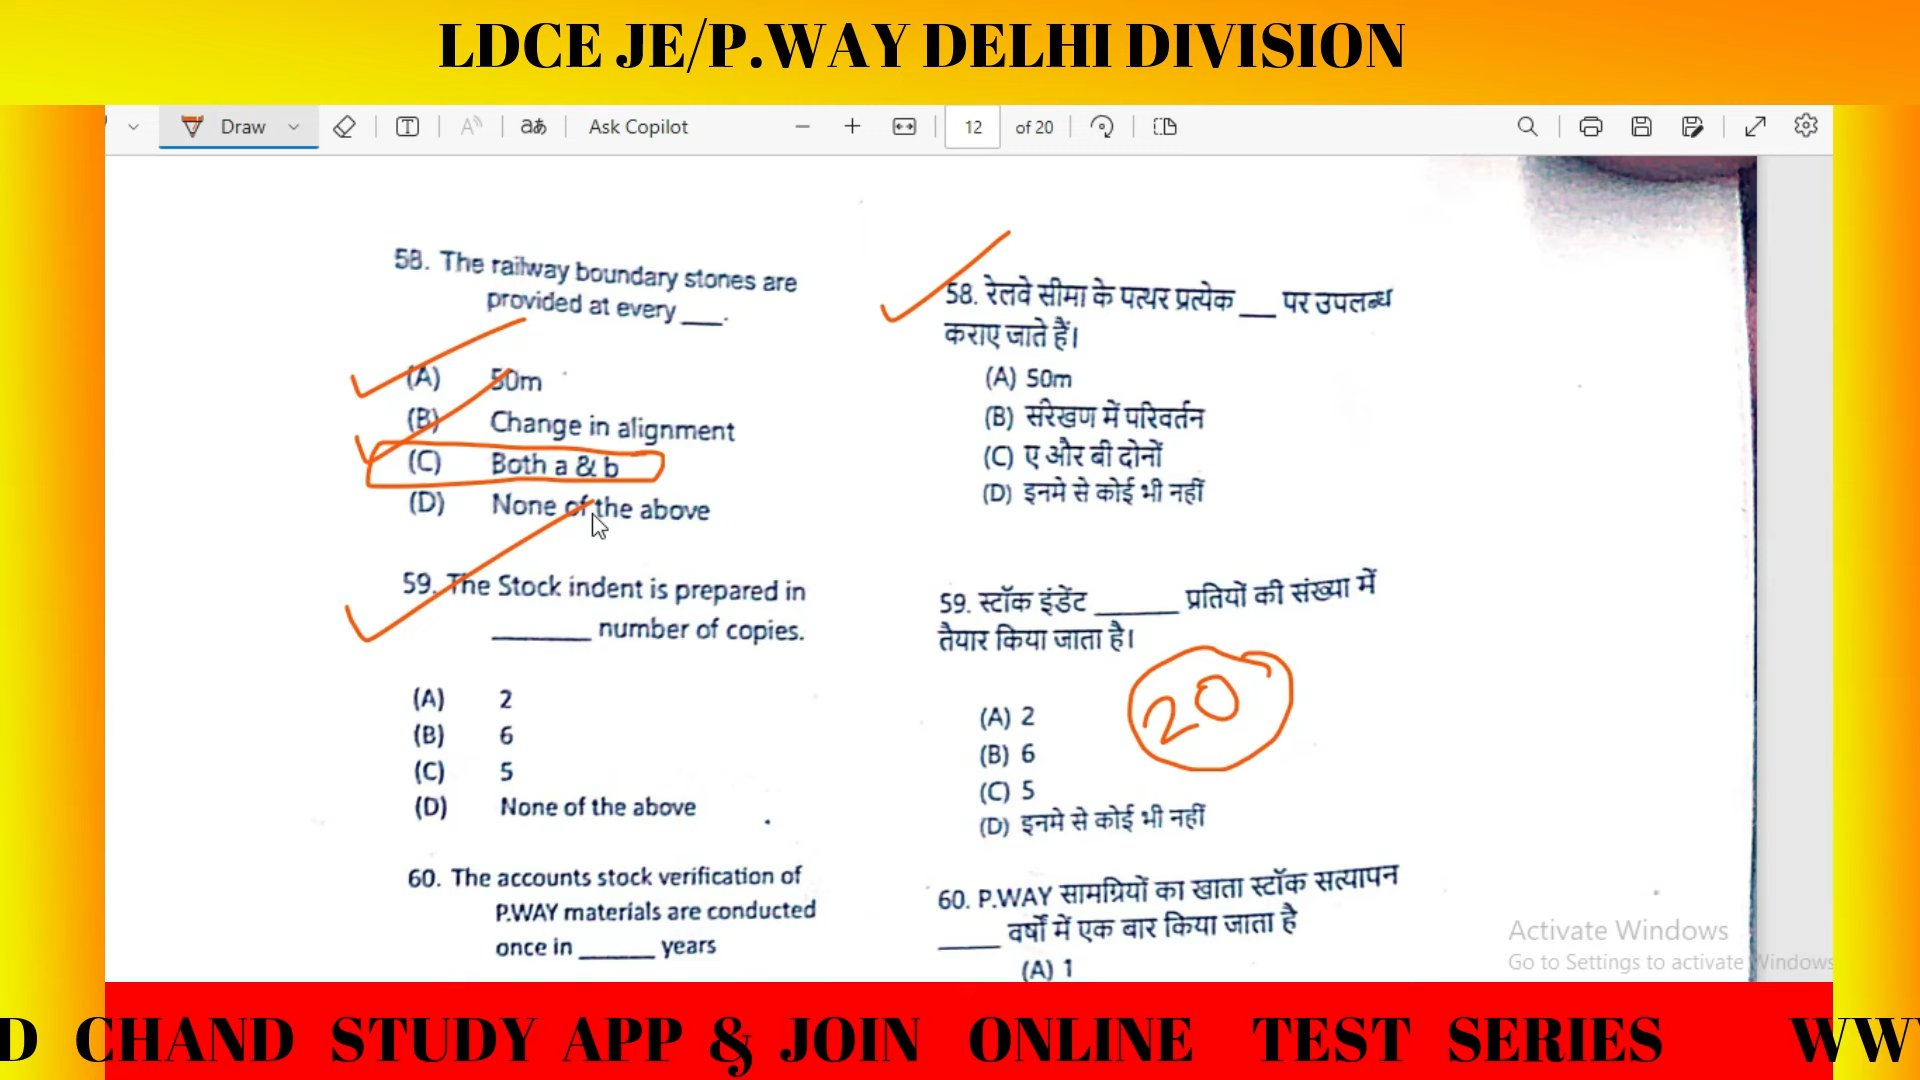 LDCE JE/P.WAY DELHI DIVISION
Draw
Ask Copilot
12 of 20
58. The railway boundary stones are
provided at every ___.
(A) 50m
(B) Change in alignment
(C) Both a & b
(D) None of the above
59. The Stock indent is prepared in
______ number of copies.
(A) 2
(B) 6
(C) 5
(D) None of the above
60. The accounts stock verification of
P.WAY materials are conducted
once in _____ years
58. रेलवे सीमा के पत्थर प्रत्येक ___ पर उपलब्ध
कराए जाते हैं।
(A) 50m
(B) संरेखण में परिवर्तन
(C) ए और बी दोनों
(D) इनमे से कोई भी नहीं
59. स्टॉक इंडेंट ______ प्रतियों की संख्या में
तैयार किया जाता है।
20
(A) 2
(B) 6
(C) 5
(D) इनमे से कोई भी नहीं
60. P.WAY सामग्रियों का खाता स्टॉक सत्यापन
____ वर्षों में एक बार किया जाता है
(A) 1
Activate Windows
Go to Settings to activate Windows
D CHAND STUDY APP & JOIN ONLINE TEST SERIES WW